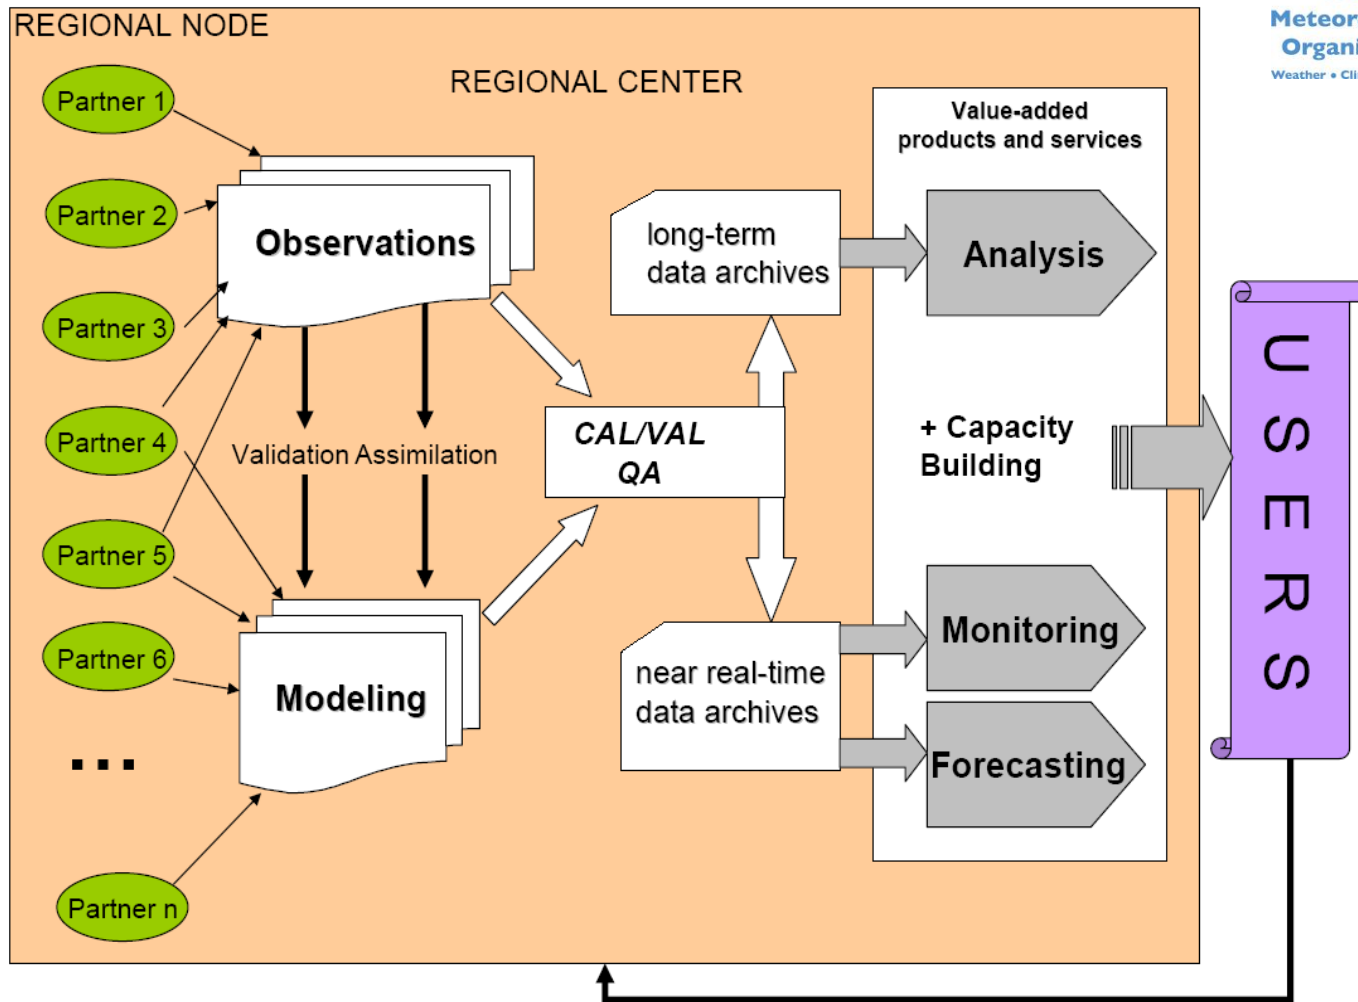 REGIONAL NODE
Meteor
Organi
Weather • Cli
REGIONAL CENTER
Partner 1
Partner 2
Partner 3
Partner 4
Partner 5
Partner 6
...
Partner n
Observations
Validation Assimilation
Modeling
CAL/VAL
QA
long-term
data archives
near real-time
data archives
Value-added
products and services
Analysis
+ Capacity
Building
Monitoring
Forecasting
USERS